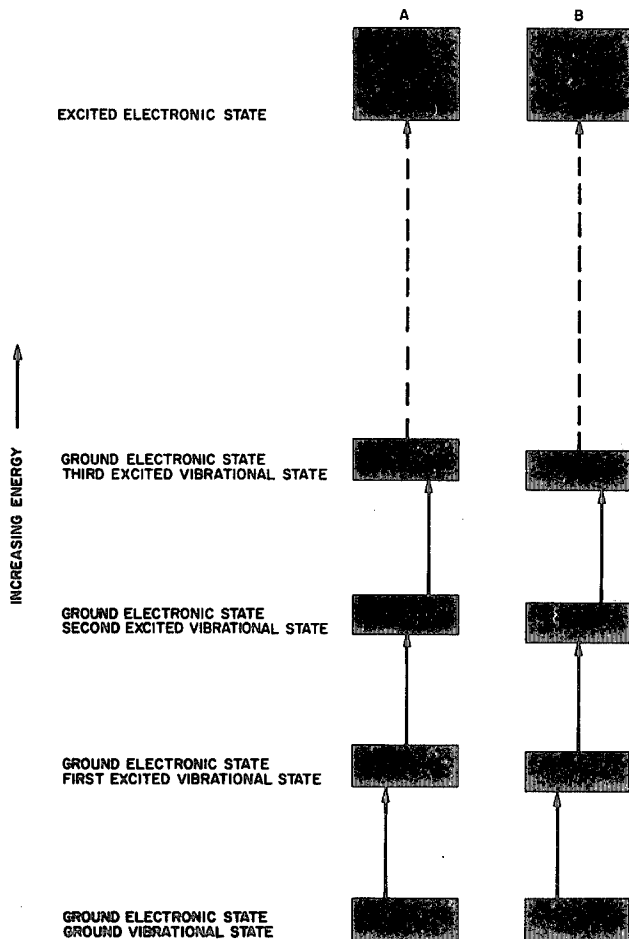 A
B
EXCITED ELECTRONIC STATE
INCREASING ENERGY
GROUND ELECTRONIC STATE
THIRD EXCITED VIBRATIONAL STATE
GROUND ELECTRONIC STATE
SECOND EXCITED VIBRATIONAL STATE
GROUND ELECTRONIC STATE
FIRST EXCITED VIBRATIONAL STATE
GROUND ELECTRONIC STATE
GROUND VIBRATIONAL STATE